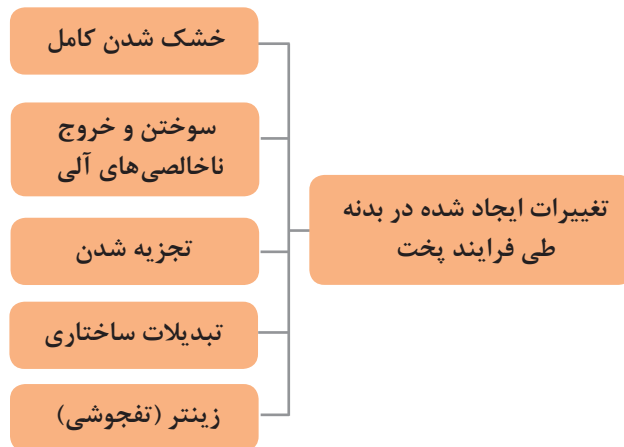 تغییرات ایجاد شده در بدنه
طی فرایند پخت
خشک شدن کامل
سوختن و خروج
ناخالصی‌های آلی
تجزیه شدن
تبدیلات ساختاری
زینتر (تفجوشی)